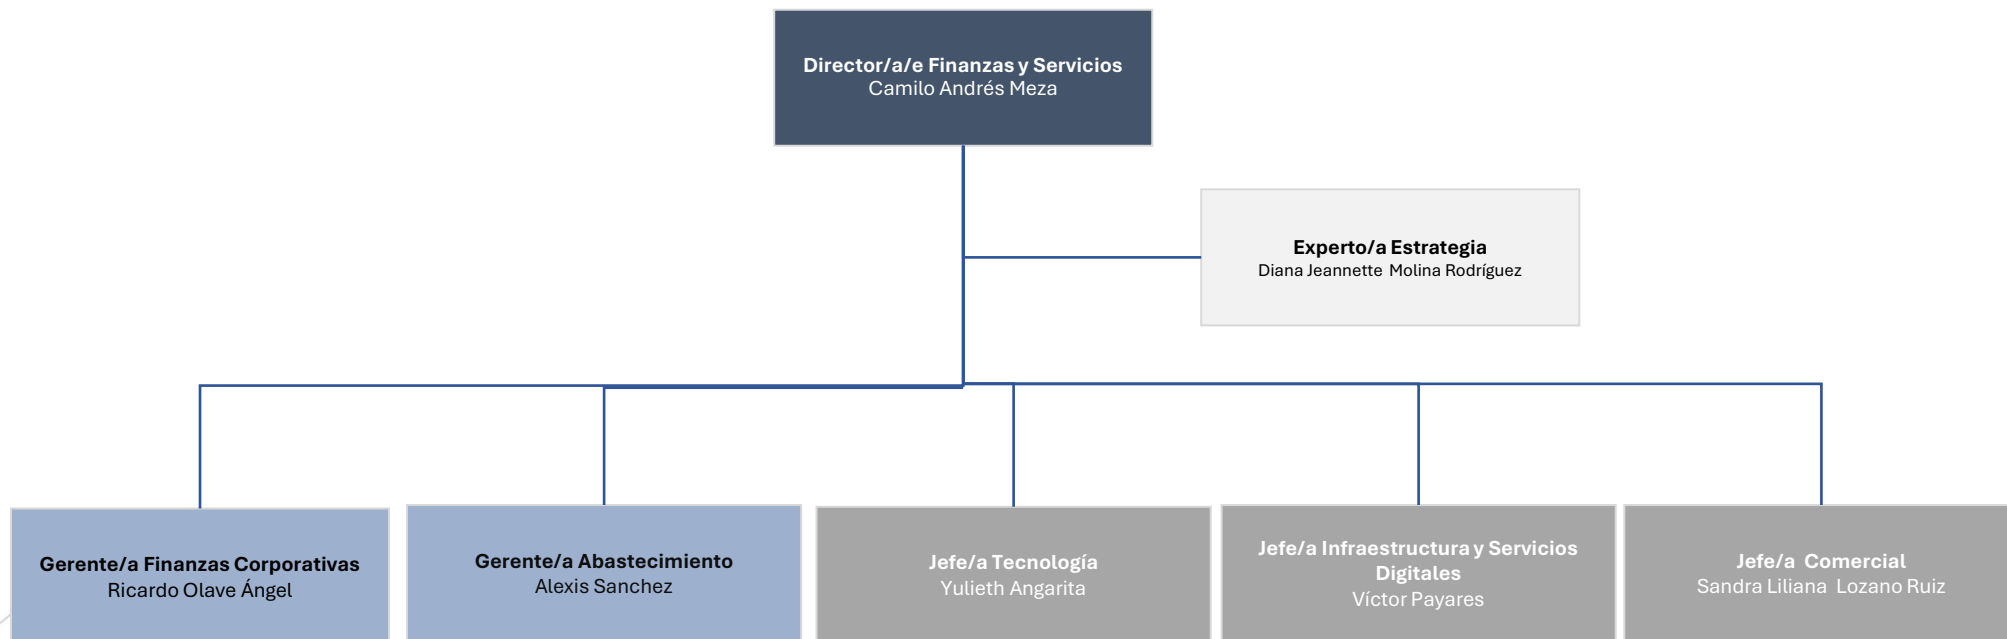 Director/a/e Finanzas y Servicios
Camilo Andrés Meza
Experto/a Estrategia
Diana Jeannette Molina Rodríguez
Gerente/a Finanzas Corporativas
Ricardo Olave Ángel
Gerente/a Abastecimiento
Alexis Sanchez
Jefe/a Tecnología
Yulieth Angarita
Jefe/a Infraestructura y Servicios
Digitales
Víctor Payares
Jefe/a Comercial
Sandra Liliana Lozano Ruiz